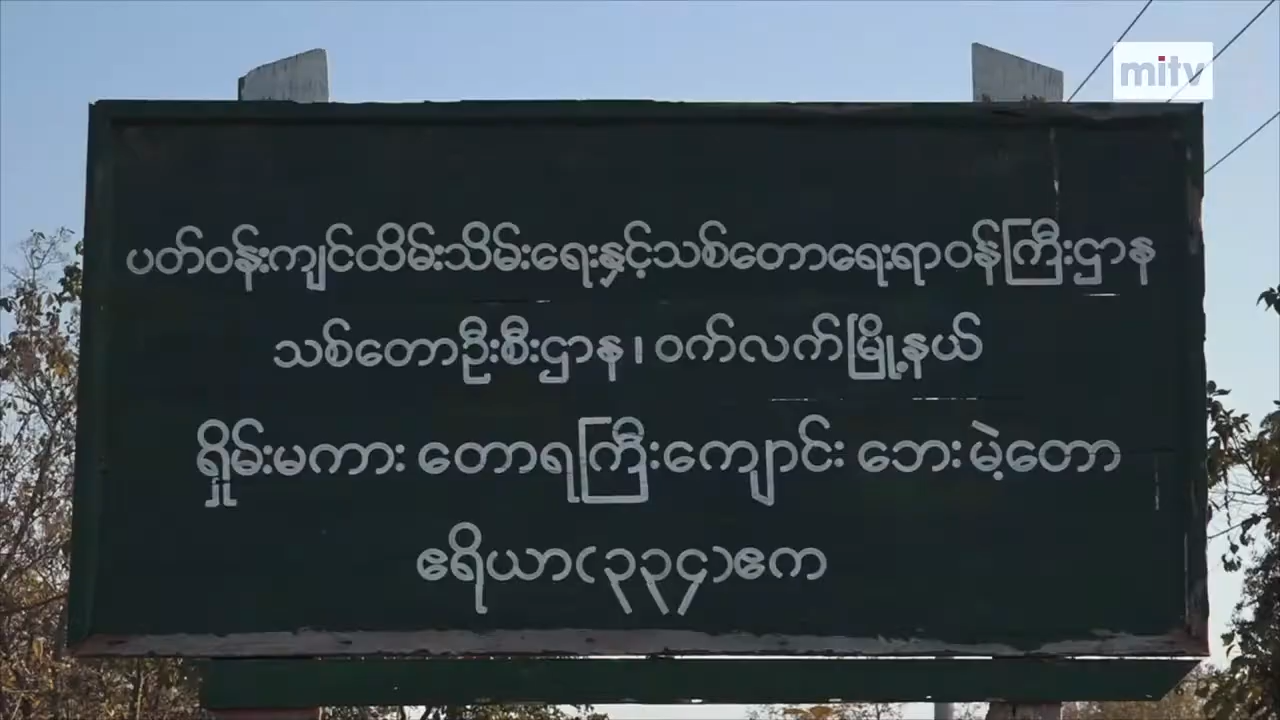 mitv
ပတ်ဝန်းကျင်ထိမ်းသိမ်းရေးနှင့်သစ်တောရေးရာဝန်ကြီးဌာန
သစ်တောဦးစီးဌာန၊ ဝက်လက်မြို့နယ်
ရှိုမ်းမကား တောရကြီးကျောင်း ဘေးမဲ့တော
ဧရိယာ(၃၃၄)ဧက